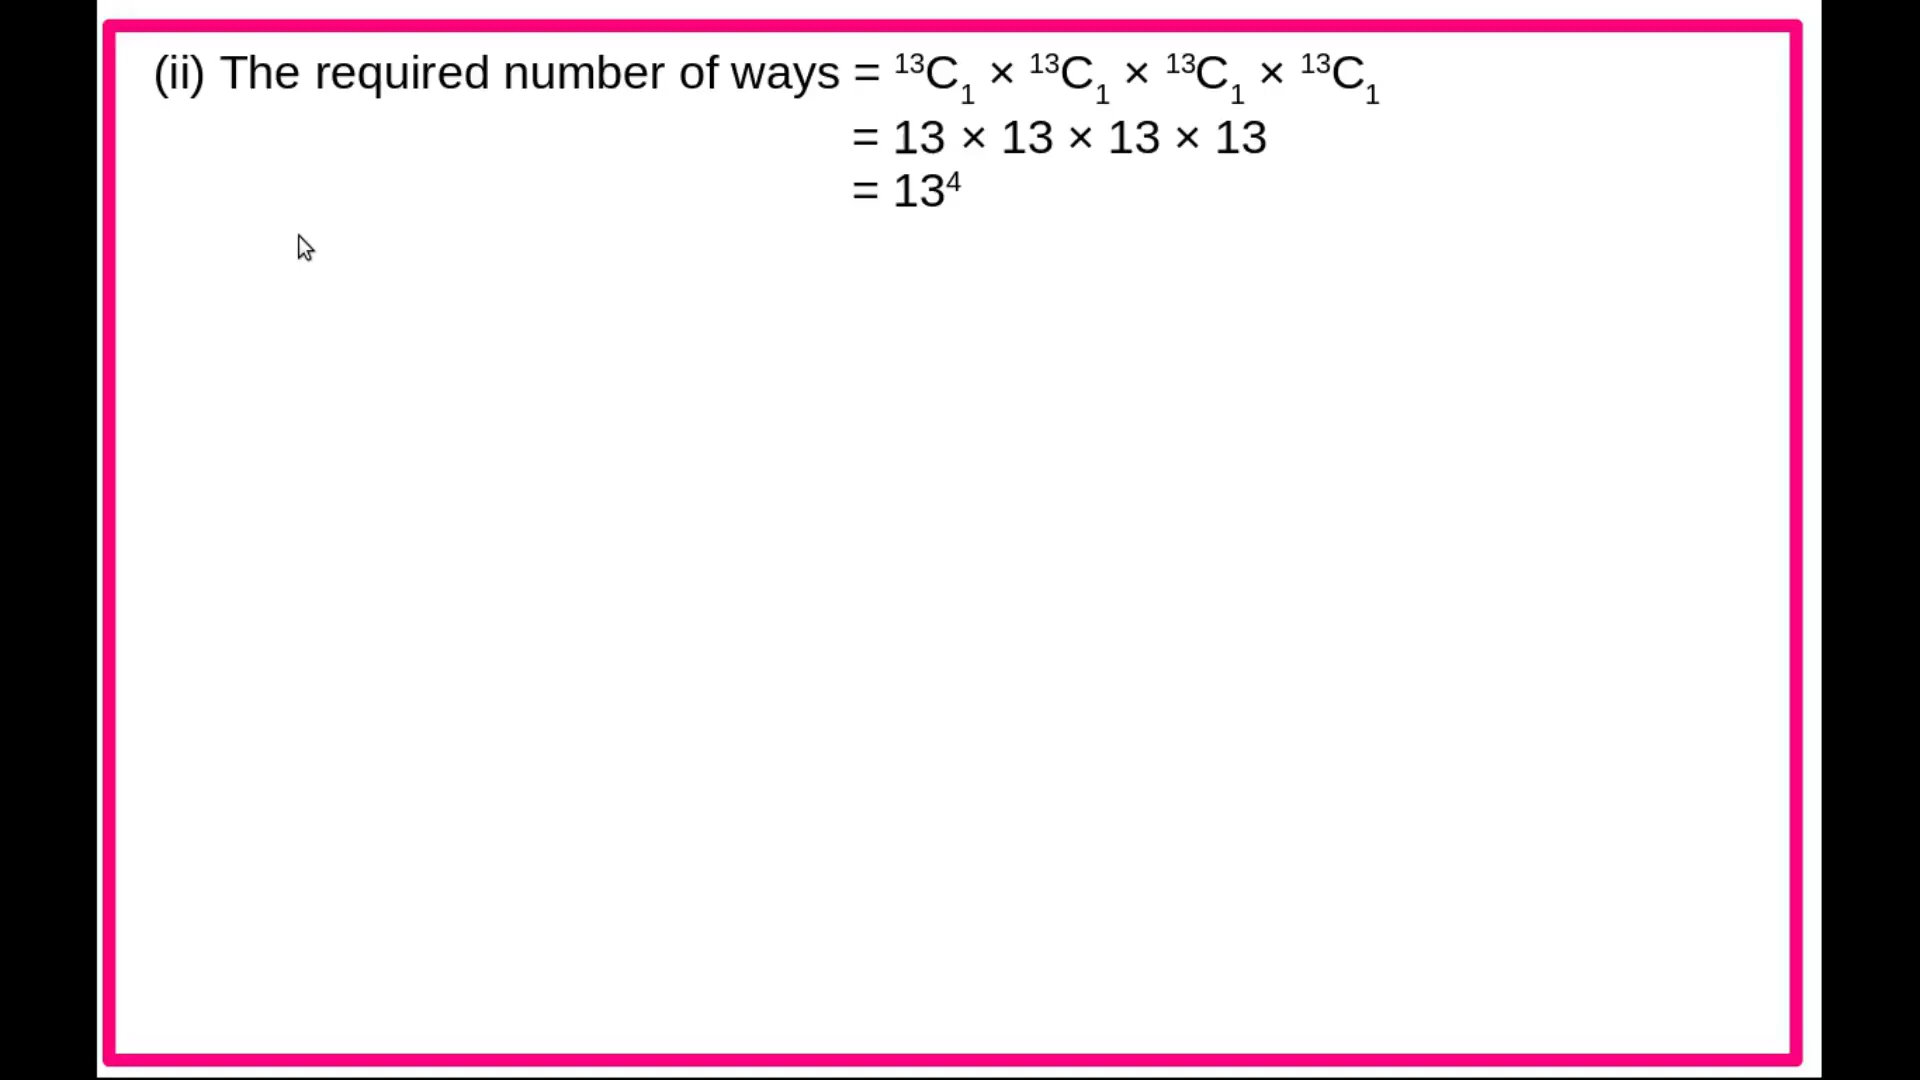 (ii) The required number of ways = ¹³C₁ × ¹³C₁ × ¹³C₁ × ¹³C₁
= 13 × 13 × 13 × 13
= 13⁴